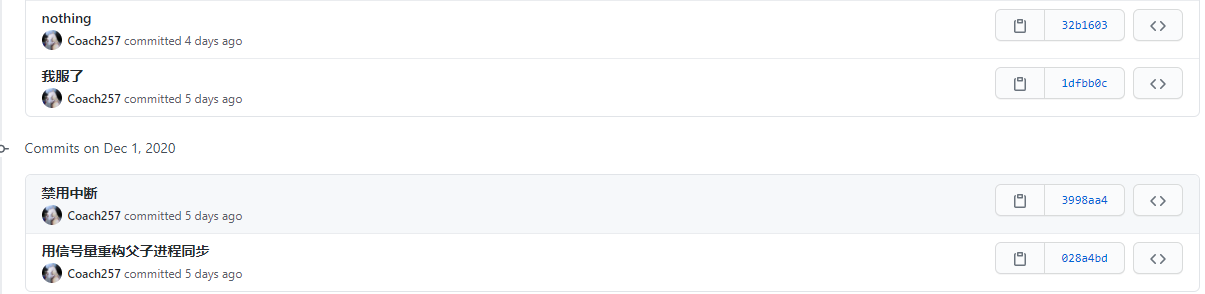 nothing
Coach257 committed 4 days ago
32b1603
我服了
Coach257 committed 5 days ago
1dfbb0c
Commits on Dec 1, 2020
禁用中断
Coach257 committed 5 days ago
3998aa4
用信号量重构父子进程同步
Coach257 committed 5 days ago
028a4bd